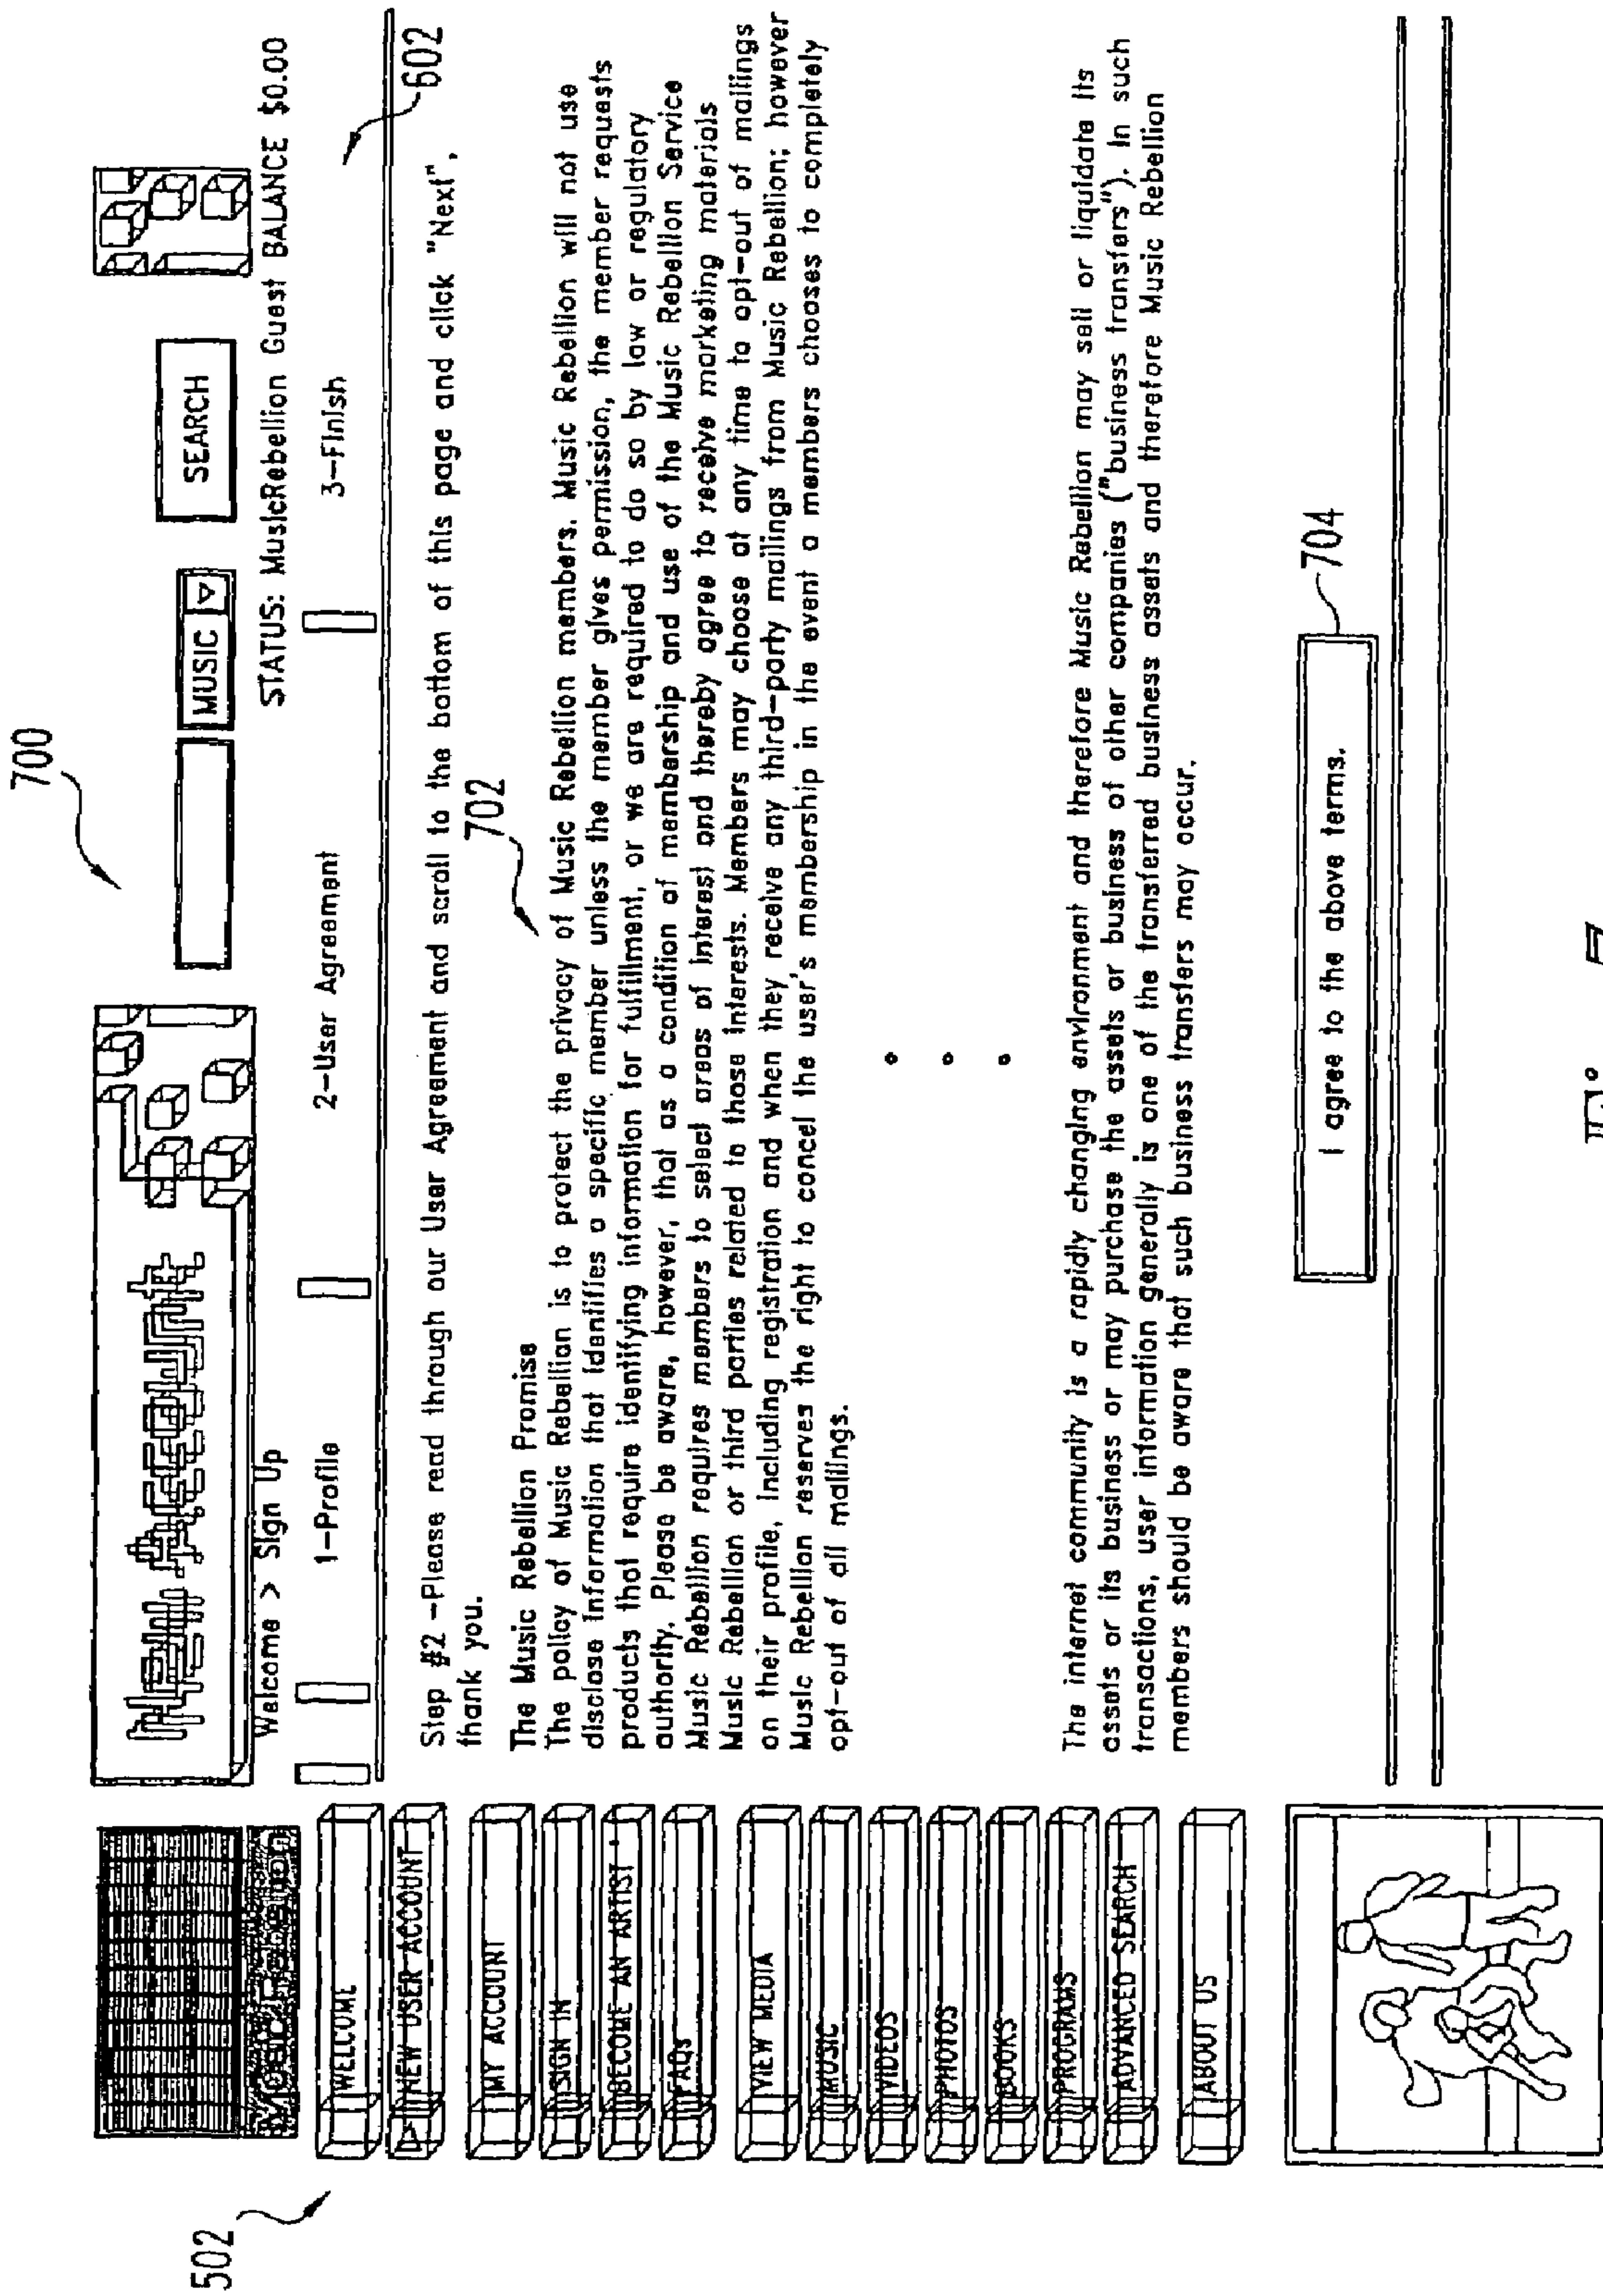 700
New Account
MusicRebellion
MUSIC
SEARCH
STATUS: MusicRebellion Guest BALANCE $0.00
Welcome > Sign Up
1-Profile
2-User Agreement
3-Finish
602
502
WELCOME
NEW USER ACCOUNT
MY ACCOUNT
SIGN IN
BECOME AN ARTIST
FAQs
VIEW MEDIA
MUSIC
VIDEOS
PHOTOS
BOOKS
PROGRAMS
ADVANCED SEARCH
ABOUT US
Step #2 -Please read through our User Agreement and scroll to the bottom of this page and click "Next",
thank you.
702
The Music Rebellion Promise
The policy of Music Rebellion is to protect the privacy of Music Rebellion members. Music Rebellion will not use
disclose information that identifies a specific member unless the member gives permission, the member requests
products that require identifying information for fulfillment, or we are required to do so by law or regulatory
authority. Please be aware, however, that as a condition of membership and use of the Music Rebellion Service
Music Rebellion requires members to select areas of interest and thereby agree to receive marketing materials
Music Rebellion or third parties related to those interests. Members may choose at any time to opt-out of mailings
on their profile, including registration and when they receive any third-party mailings from Music Rebellion; however
Music Rebellion reserves the right to concel the user's membership in the event a members chooses to completely
opt-out of all mailings.
The internet community is a rapidly changing environment and therefore Music Rebellion may sell or liquidate its
assets or its business or may purchase the assets or business of other companies ("business transfers"). In such
transactions, user information generally is one of the transferred business assets and therefore Music Rebellion
members should be aware that such business transfers may occur.
I agree to the above terms.
704